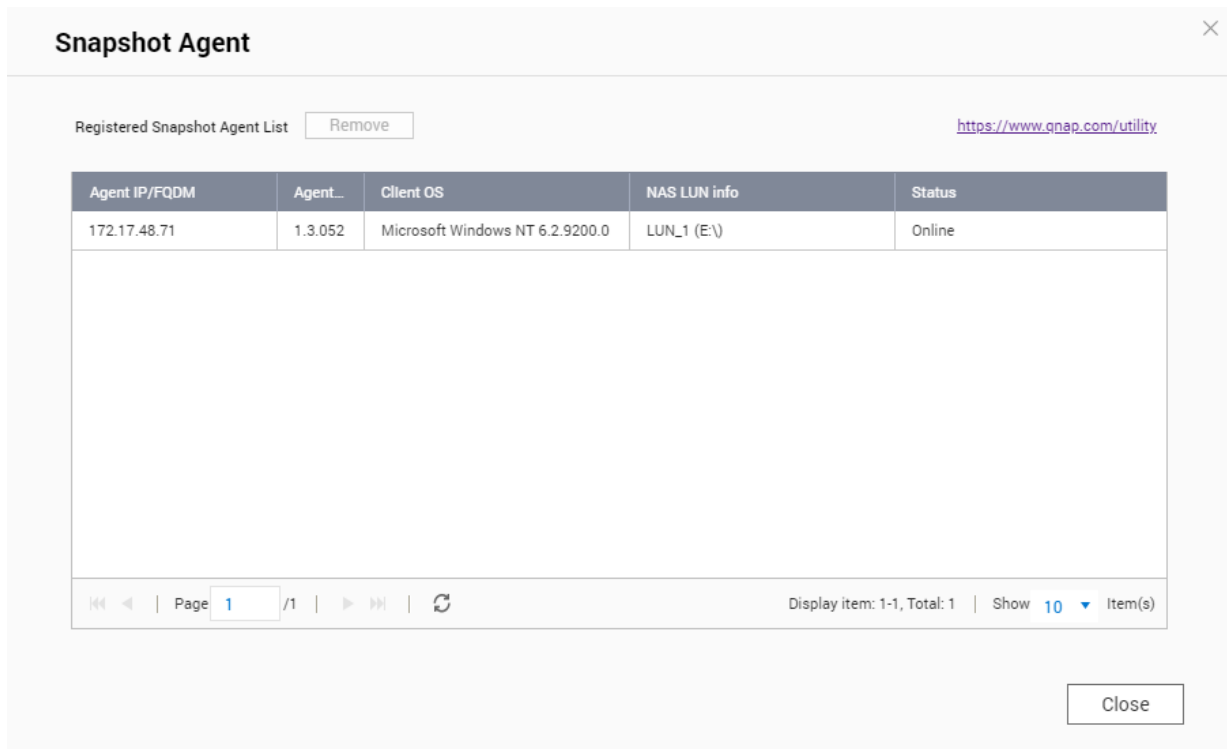 Snapshot Agent
Registered Snapshot Agent List Remove https://www.qnap.com/utility
Agent IP/FQDM Agent... Client OS NAS LUN info Status
172.17.48.71 1.3.052 Microsoft Windows NT 6.2.9200.0 LUN_1 (E:\) Online
Page 1 /1 Display item: 1-1, Total: 1 Show 10 Item(s)
Close